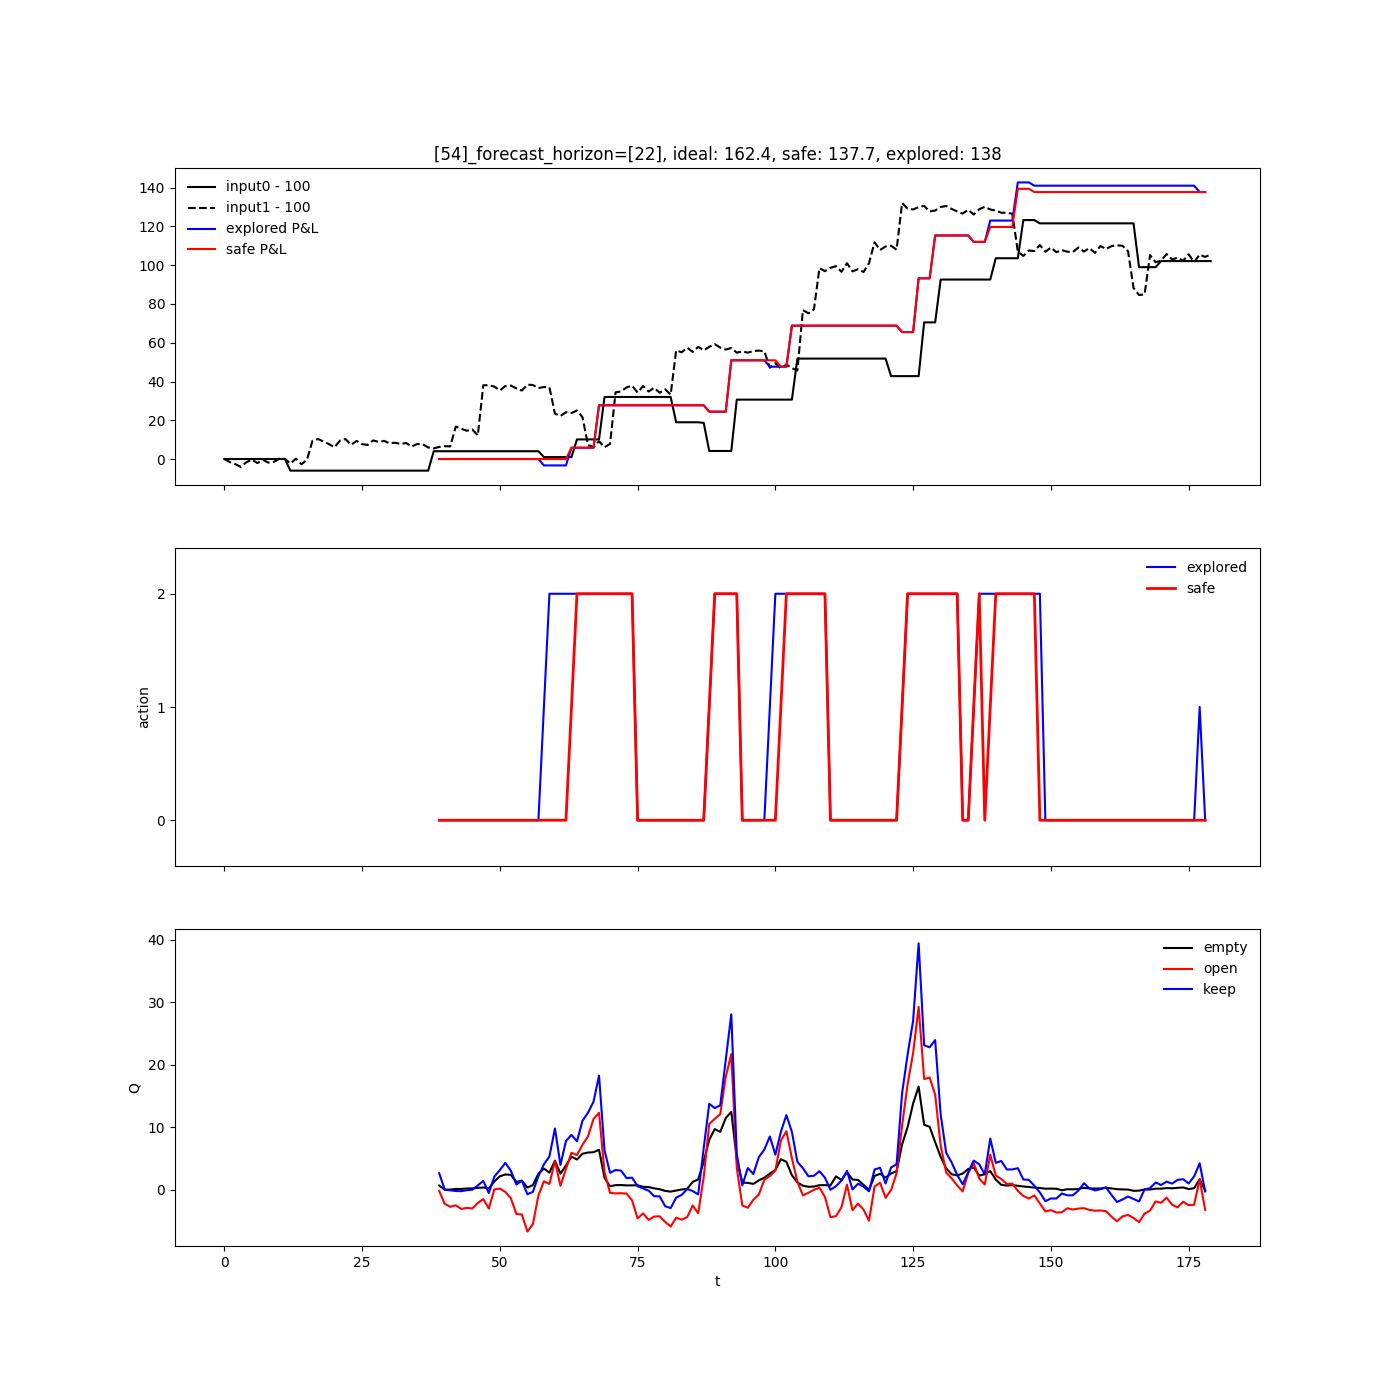 [54]_forecast_horizon=[22], ideal: 162.4, safe: 137.7, explored: 138
140
120
100
80
60
40
20
0
input0 - 100
input1 - 100
explored P&L
safe P&L
action
2
1
0
explored
safe
Q
40
30
20
10
0
empty
open
keep
0 25 50 75 100 125 150 175
t